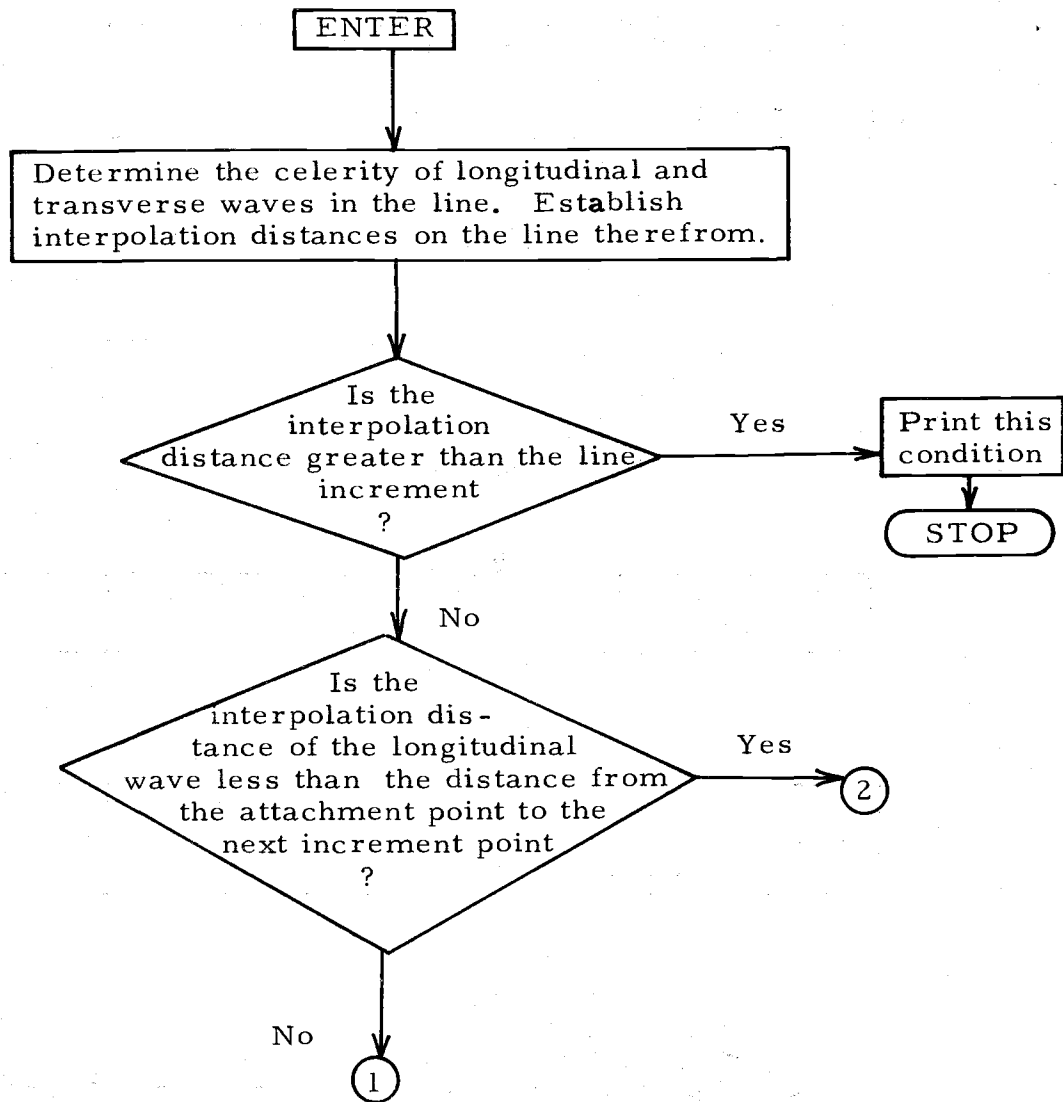 ENTER
Determine the celerity of longitudinal and
transverse waves in the line. Establish
interpolation distances on the line therefrom.
Is the
interpolation
distance greater than the line
increment
?
Yes
Print this
condition
STOP
No
Is the
interpolation dis-
tance of the longitudinal
wave less than the distance from
the attachment point to the
next increment point
?
Yes
2
No
1